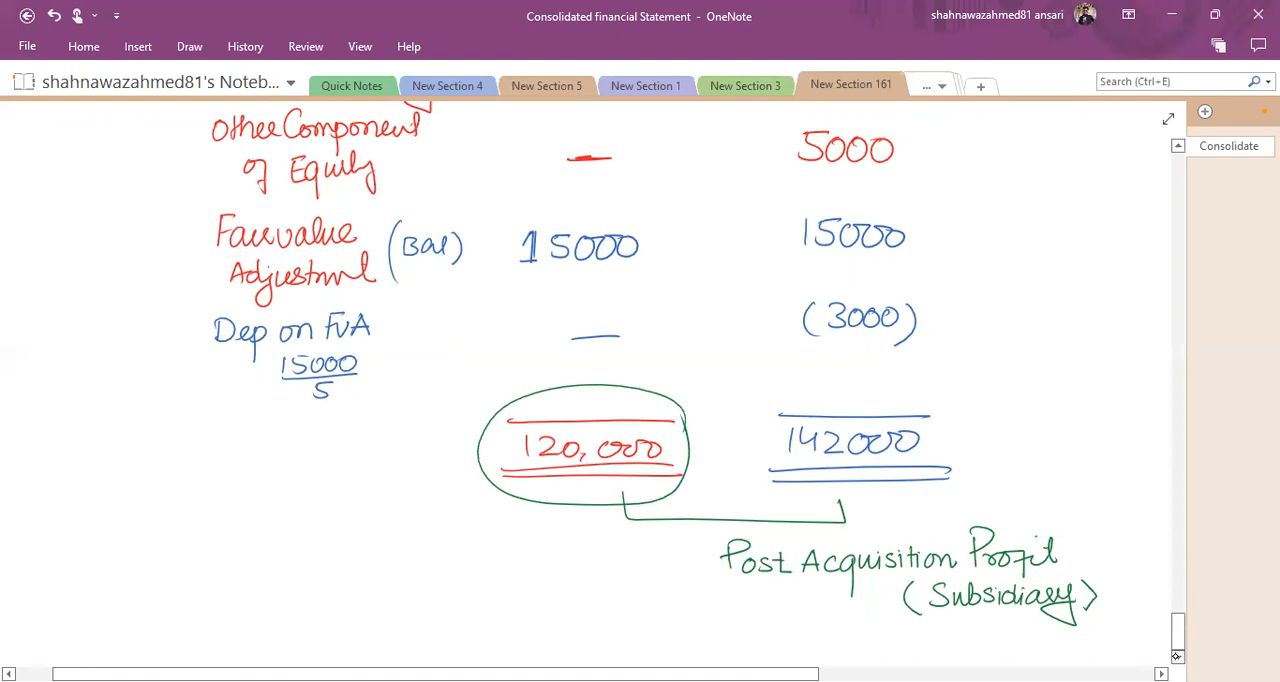 Consolidated financial Statement - OneNote
shahnawazahmed81 ansari
File Home Insert Draw History Review View Help
shahnawazahmed81's Noteb... Quick Notes New Section 4 New Section 5 New Section 1 New Section 3 New Section 161 ... + Search (Ctrl+E)
Consolidate
Other Component
of Equity — 5000
Fair value (Bal) 15000 15000
Adjustment
Dep on FVA — (3000)
15000
5
120,000 142000
Post Acquisition Profit
(Subsidiary)